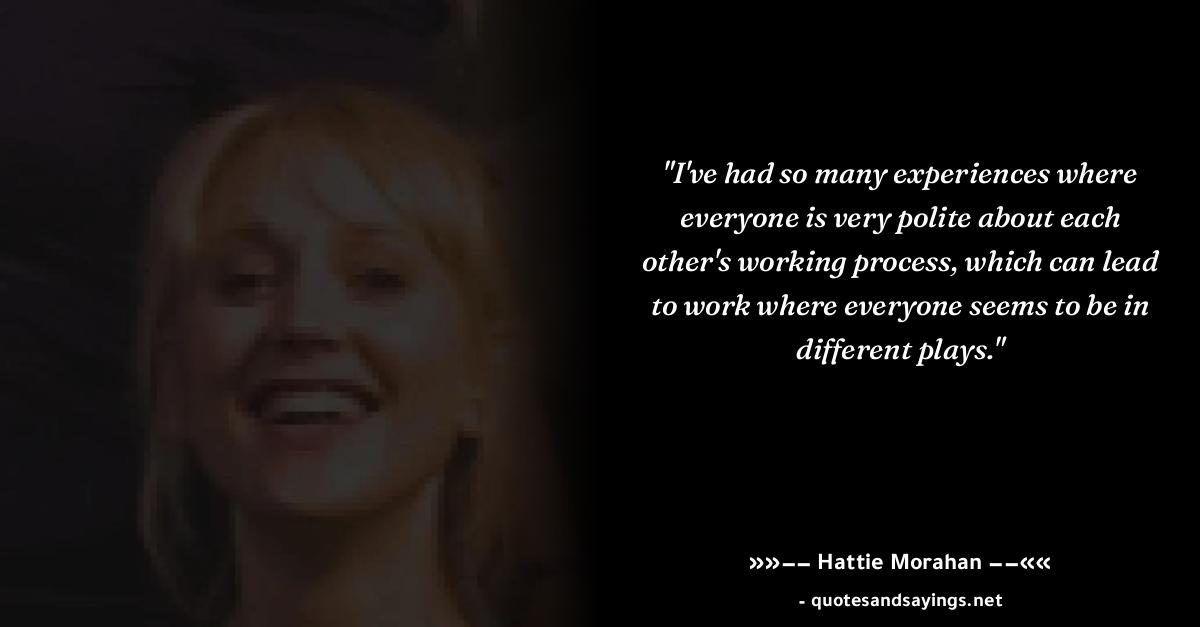 "I've had so many experiences where
everyone is very polite about each
other's working process, which can lead
to work where everyone seems to be in
different plays."
»»–– Hattie Morahan ––««
- quotesandsayings.net